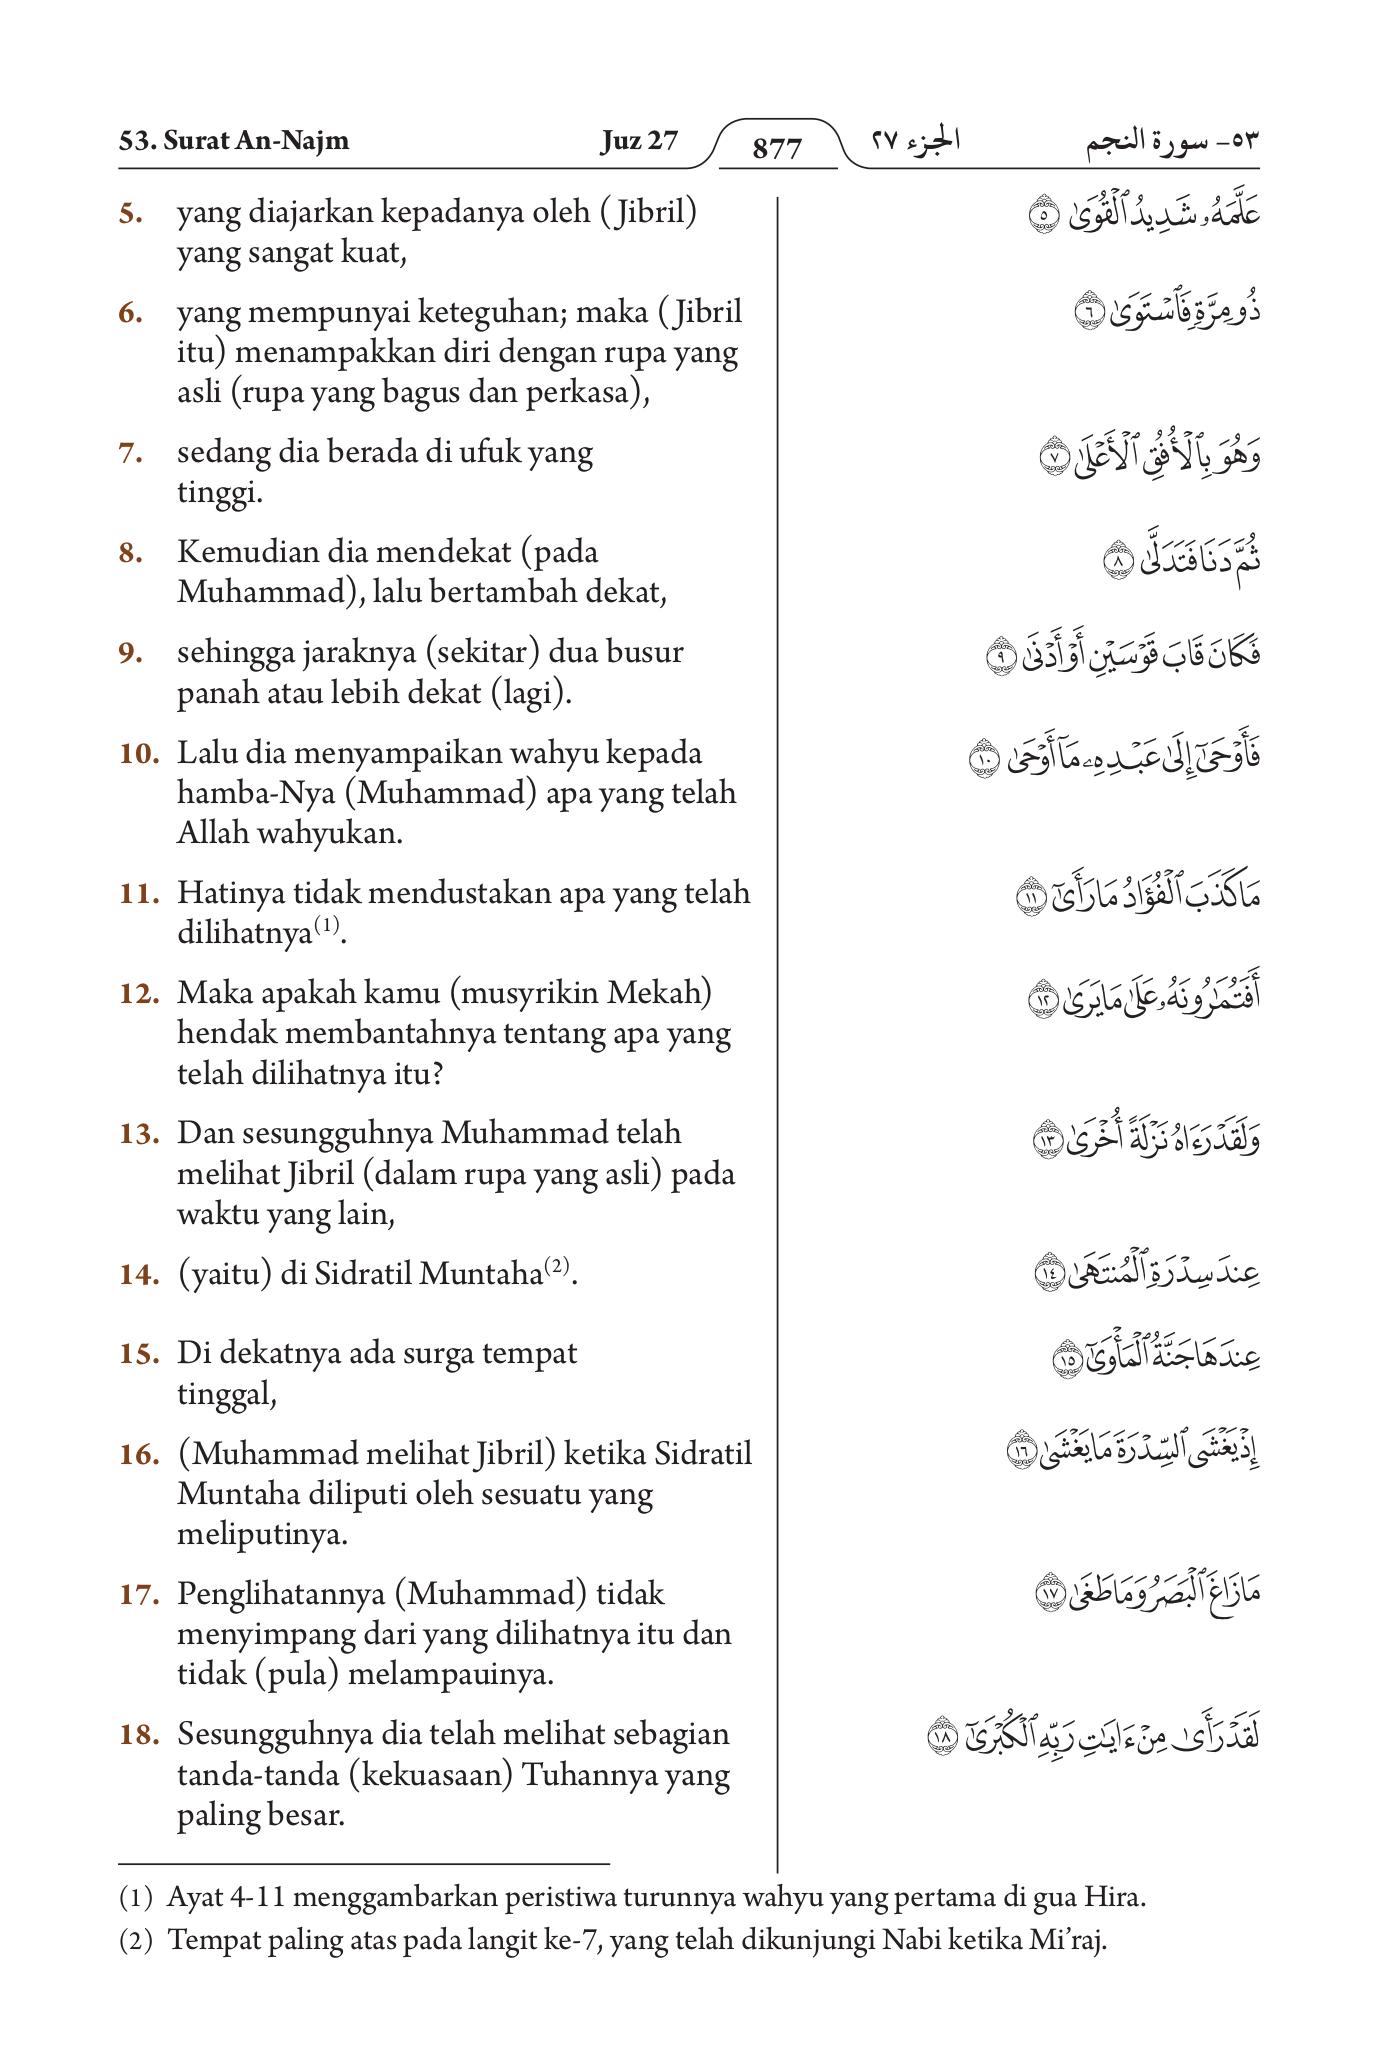 53. Surat An-Najm Juz 27 877 الجزء ٢٧ ٥٣- سورة النجم
5. yang diajarkan kepadanya oleh (Jibril)
yang sangat kuat,
عَلَّمَهُۥ شَدِيدُ ٱلْقُوَىٰ ٥
6. yang mempunyai keteguhan; maka (Jibril
itu) menampakkan diri dengan rupa yang
asli (rupa yang bagus dan perkasa),
ذُو مِرَّةٍ فَٱسْتَوَىٰ ٦
7. sedang dia berada di ufuk yang
tinggi.
وَهُوَ بِٱلْأُفُقِ ٱلْأَعْلَىٰ ٧
8. Kemudian dia mendekat (pada
Muhammad), lalu bertambah dekat,
ثُمَّ دَنَا فَتَدَلَّىٰ ٨
9. sehingga jaraknya (sekitar) dua busur
panah atau lebih dekat (lagi).
فَكَانَ قَابَ قَوْسَيْنِ أَوْ أَدْنَىٰ ٩
10. Lalu dia menyampaikan wahyu kepada
hamba-Nya (Muhammad) apa yang telah
Allah wahyukan.
فَأَوْحَىٰٓ إِلَىٰ عَبْدِهِۦ مَآ أَوْحَىٰ ١٠
11. Hatinya tidak mendustakan apa yang telah
dilihatnya(1).
مَا كَذَبَ ٱلْفُؤَادُ مَا رَأَىٰٓ ١١
12. Maka apakah kamu (musyrikin Mekah)
hendak membantahnya tentang apa yang
telah dilihatnya itu?
أَفَتُمَٰرُونَهُۥ عَلَىٰ مَا يَرَىٰ ١٢
13. Dan sesungguhnya Muhammad telah
melihat Jibril (dalam rupa yang asli) pada
waktu yang lain,
وَلَقَدْ رَءَاهُ نَزْلَةً أُخْرَىٰ ١٣
14. (yaitu) di Sidratil Muntaha(2).
عِندَ سِدْرَةِ ٱلْمُنتَهَىٰ ١٤
15. Di dekatnya ada surga tempat
tinggal,
عِندَهَا جَنَّةُ ٱلْمَأْوَىٰٓ ١٥
16. (Muhammad melihat Jibril) ketika Sidratil
Muntaha diliputi oleh sesuatu yang
meliputinya.
إِذْ يَغْشَى ٱلسِّدْرَةَ مَا يَغْشَىٰ ١٦
17. Penglihatannya (Muhammad) tidak
menyimpang dari yang dilihatnya itu dan
tidak (pula) melampauinya.
مَا زَاغَ ٱلْبَصَرُ وَمَا طَغَىٰ ١٧
18. Sesungguhnya dia telah melihat sebagian
tanda-tanda (kekuasaan) Tuhannya yang
paling besar.
لَقَدْ رَأَىٰ مِنْ ءَايَٰتِ رَبِّهِ ٱلْكُبْرَىٰٓ ١٨
(1) Ayat 4-11 menggambarkan peristiwa turunnya wahyu yang pertama di gua Hira.
(2) Tempat paling atas pada langit ke-7, yang telah dikunjungi Nabi ketika Mi’raj.